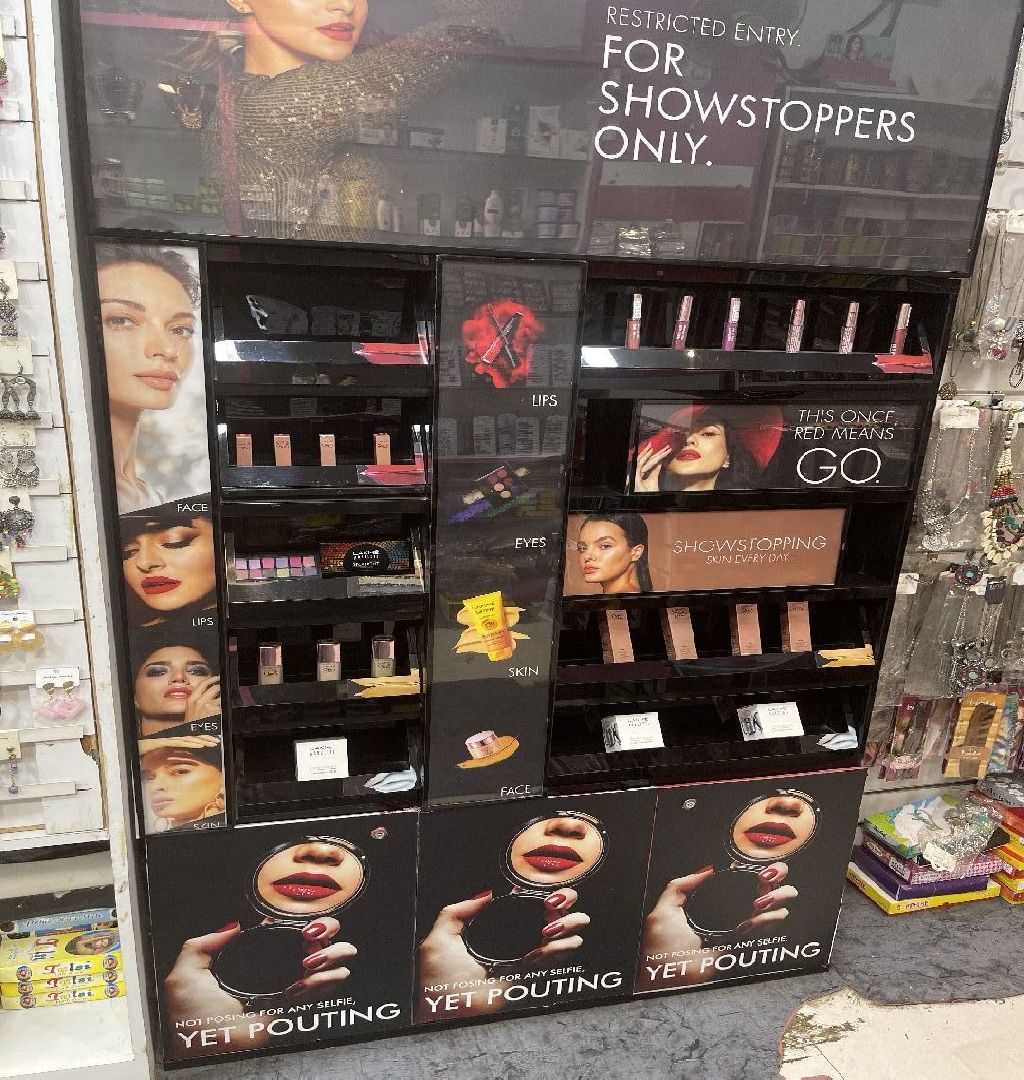 RESTRICTED ENTRY.
FOR
SHOWSTOPPERS
ONLY.
FACE
LIPS
EYES
SKIN
LIPS
EYES
SKIN
FACE
THIS ONCE,
RED MEANS
GO.
SHOWSTOPPING
SKIN EVERY DAY.
LAKMÉ
LAKMÉ
NOT POSING FOR ANY SELFIE,
YET POUTING
NOT POSING FOR ANY SELFIE,
YET POUTING
NOT POSING FOR ANY SELFIE,
YET POUTING